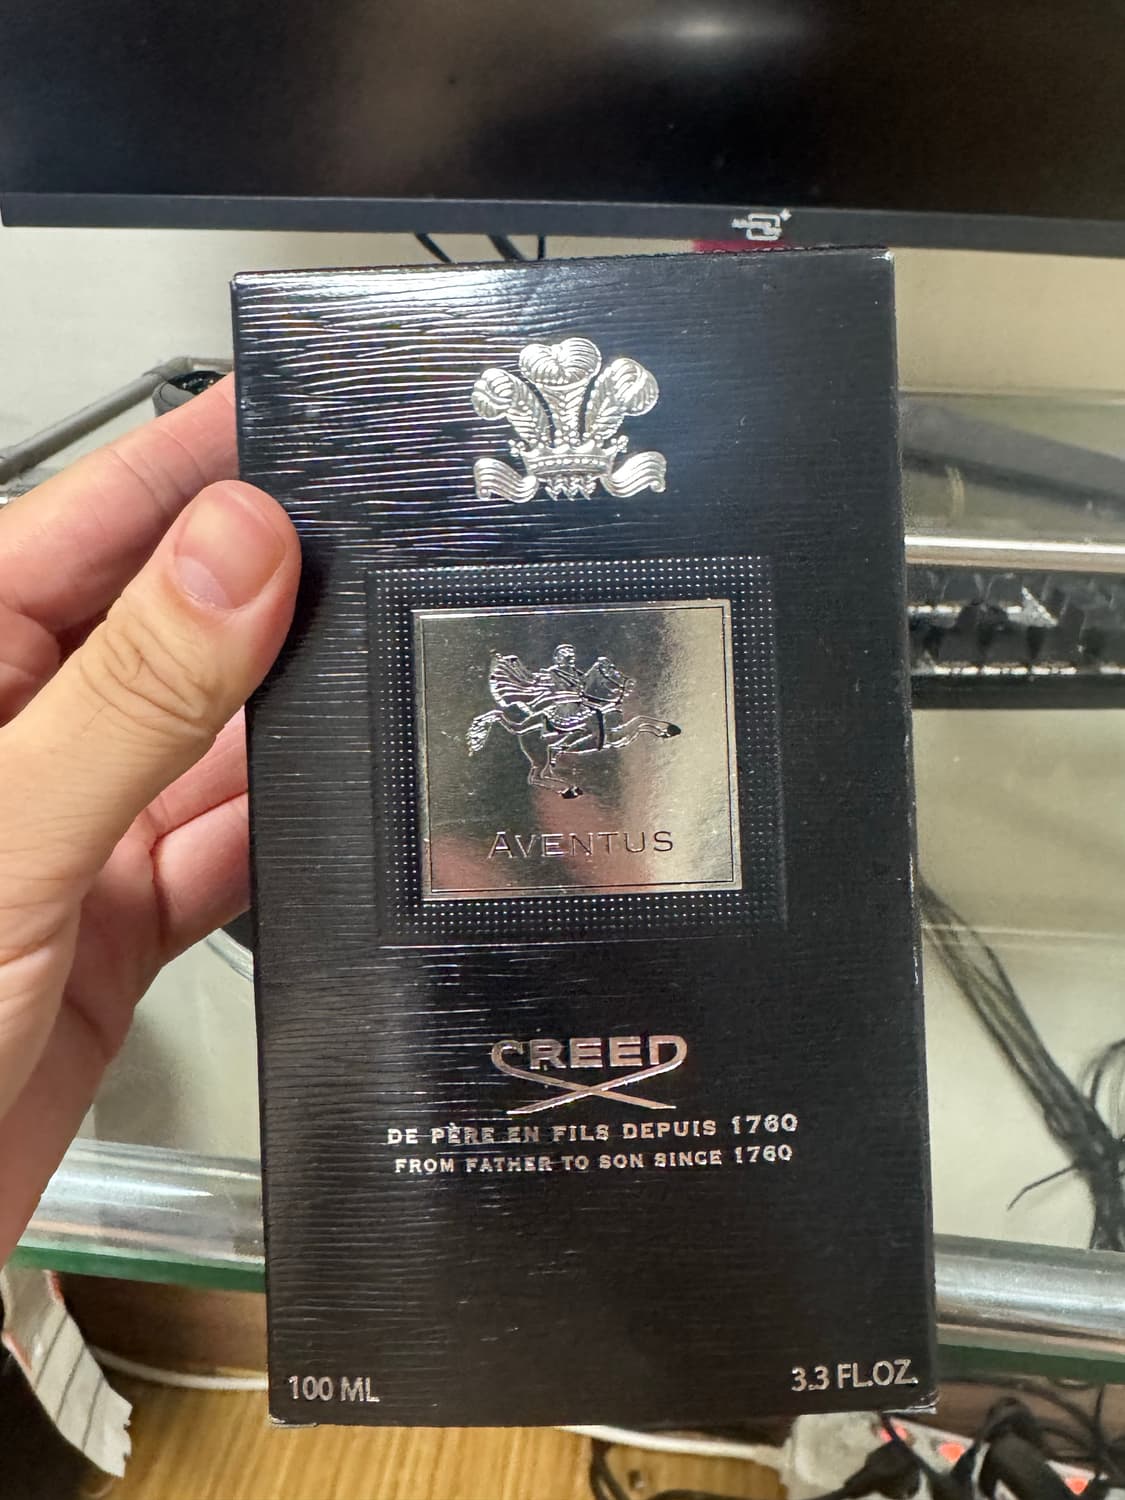 AVENTUS
CREED
DE PÈRE EN FILS DEPUIS 1760
FROM FATHER TO SON SINCE 1760
100 ML
3.3 FL.OZ.